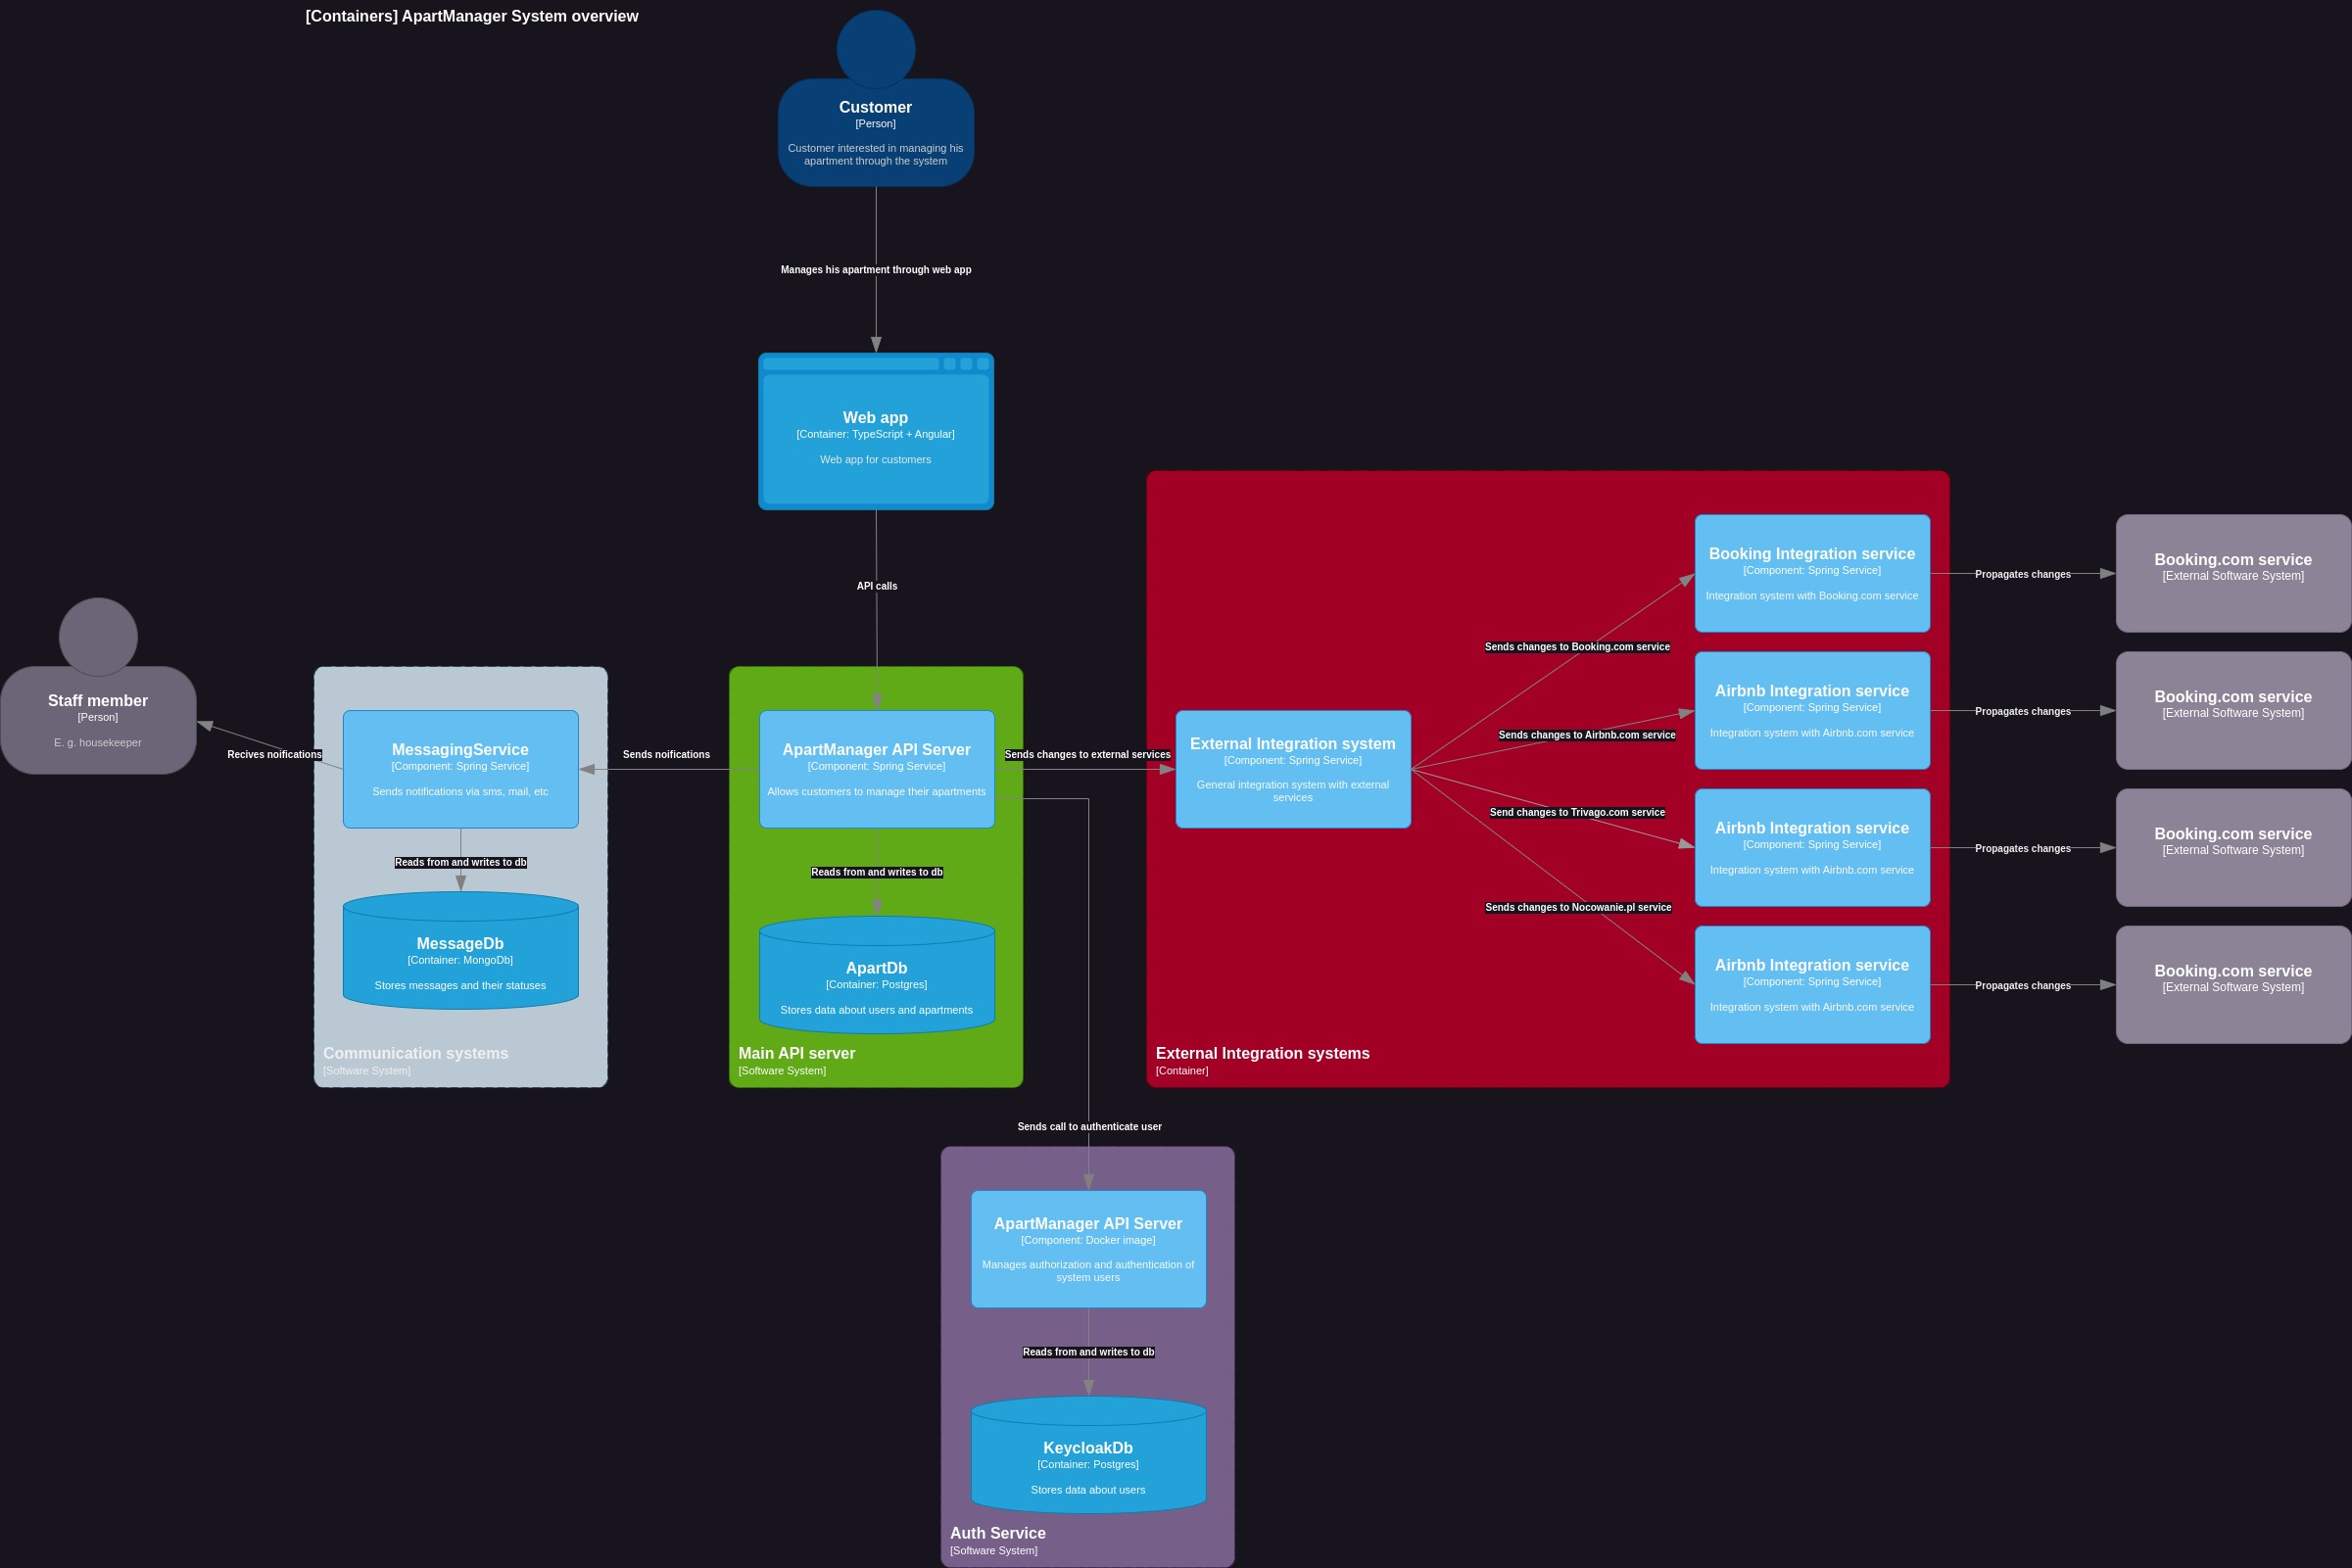 [Containers] ApartManager System overview
Customer
[Person]
Customer interested in managing his
apartment through the system
Manages his apartment through web app
Web app
[Container: TypeScript + Angular]
Web app for customers
API calls
Staff member
[Person]
E. g. housekeeper
Recives noifications
MessagingService
[Component: Spring Service]
Sends notifications via sms, mail, etc
Reads from and writes to db
MessageDb
[Container: MongoDb]
Stores messages and their statuses
Communication systems
[Software System]
Sends noifications
ApartManager API Server
[Component: Spring Service]
Allows customers to manage their apartments
Reads from and writes to db
ApartDb
[Container: Postgres]
Stores data about users and apartments
Main API server
[Software System]
Sends changes to external services
External Integration system
[Component: Spring Service]
General integration system with external
services
Sends changes to Booking.com service
Sends changes to Airbnb.com service
Send changes to Trivago.com service
Sends changes to Nocowanie.pl service
Booking Integration service
[Component: Spring Service]
Integration system with Booking.com service
Propagates changes
Booking.com service
[External Software System]
Airbnb Integration service
[Component: Spring Service]
Integration system with Airbnb.com service
Propagates changes
Booking.com service
[External Software System]
Airbnb Integration service
[Component: Spring Service]
Integration system with Airbnb.com service
Propagates changes
Booking.com service
[External Software System]
Airbnb Integration service
[Component: Spring Service]
Integration system with Airbnb.com service
Propagates changes
Booking.com service
[External Software System]
External Integration systems
[Container]
Sends call to authenticate user
ApartManager API Server
[Component: Docker image]
Manages authorization and authentication of
system users
Reads from and writes to db
KeycloakDb
[Container: Postgres]
Stores data about users
Auth Service
[Software System]